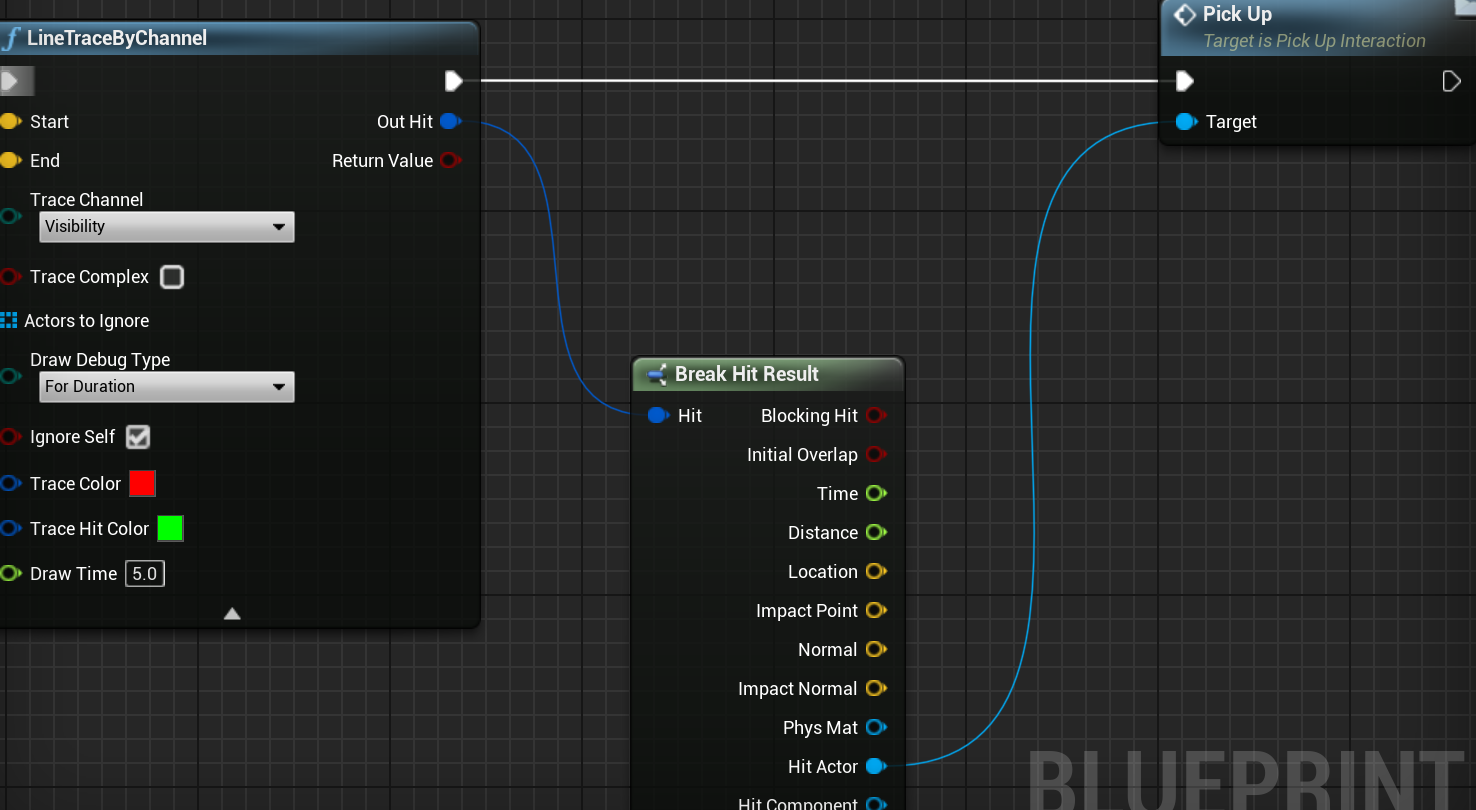 LineTraceByChannel
Start
Out Hit
End
Return Value
Trace Channel
Visibility
Trace Complex
Actors to Ignore
Draw Debug Type
For Duration
Ignore Self
Trace Color
Trace Hit Color
Draw Time 5.0
Break Hit Result
Hit
Blocking Hit
Initial Overlap
Time
Distance
Location
Impact Point
Normal
Impact Normal
Phys Mat
Hit Actor
Hit Component
Pick Up
Target is Pick Up Interaction
Target
BLUEPRINT